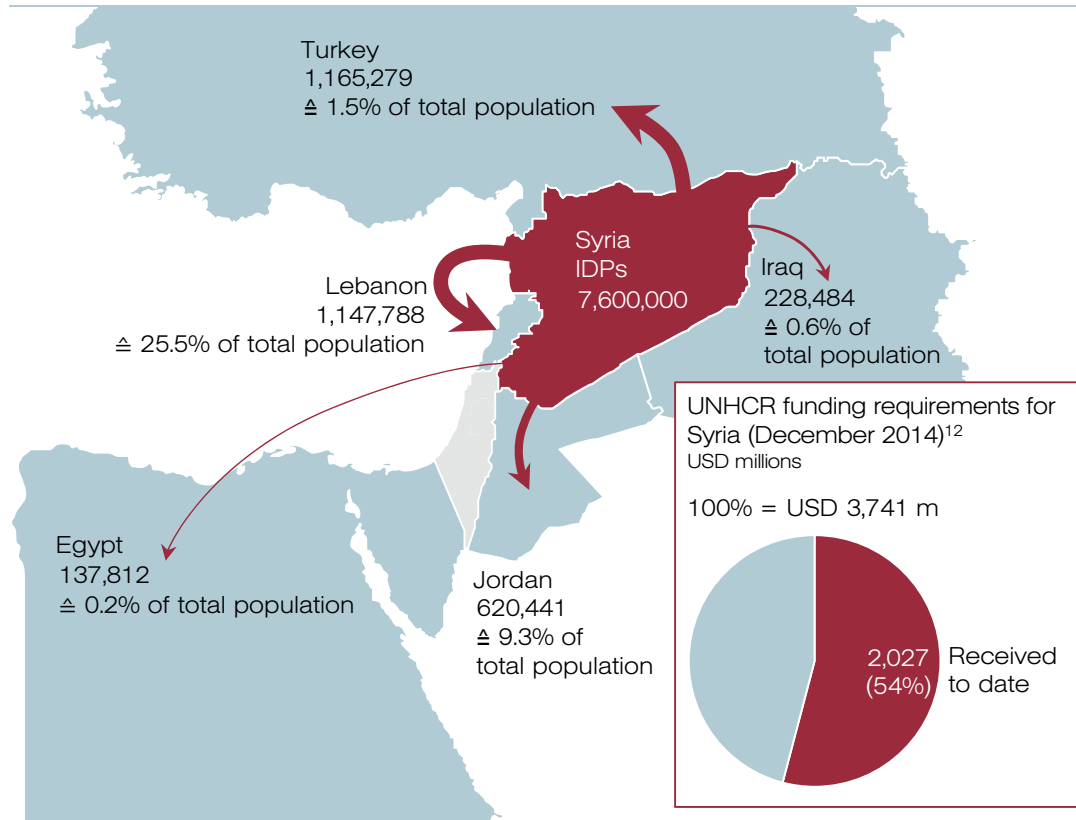 Turkey
1,165,279
≙ 1.5% of total population
Syria
IDPs
7,600,000
Iraq
228,484
≙ 0.6% of
total population
Lebanon
1,147,788
≙ 25.5% of total population
Egypt
137,812
≙ 0.2% of total population
Jordan
620,441
≙ 9.3% of
total population
UNHCR funding requirements for
Syria (December 2014)¹²
USD millions
100% = USD 3,741 m
2,027
(54%)
Received
to date